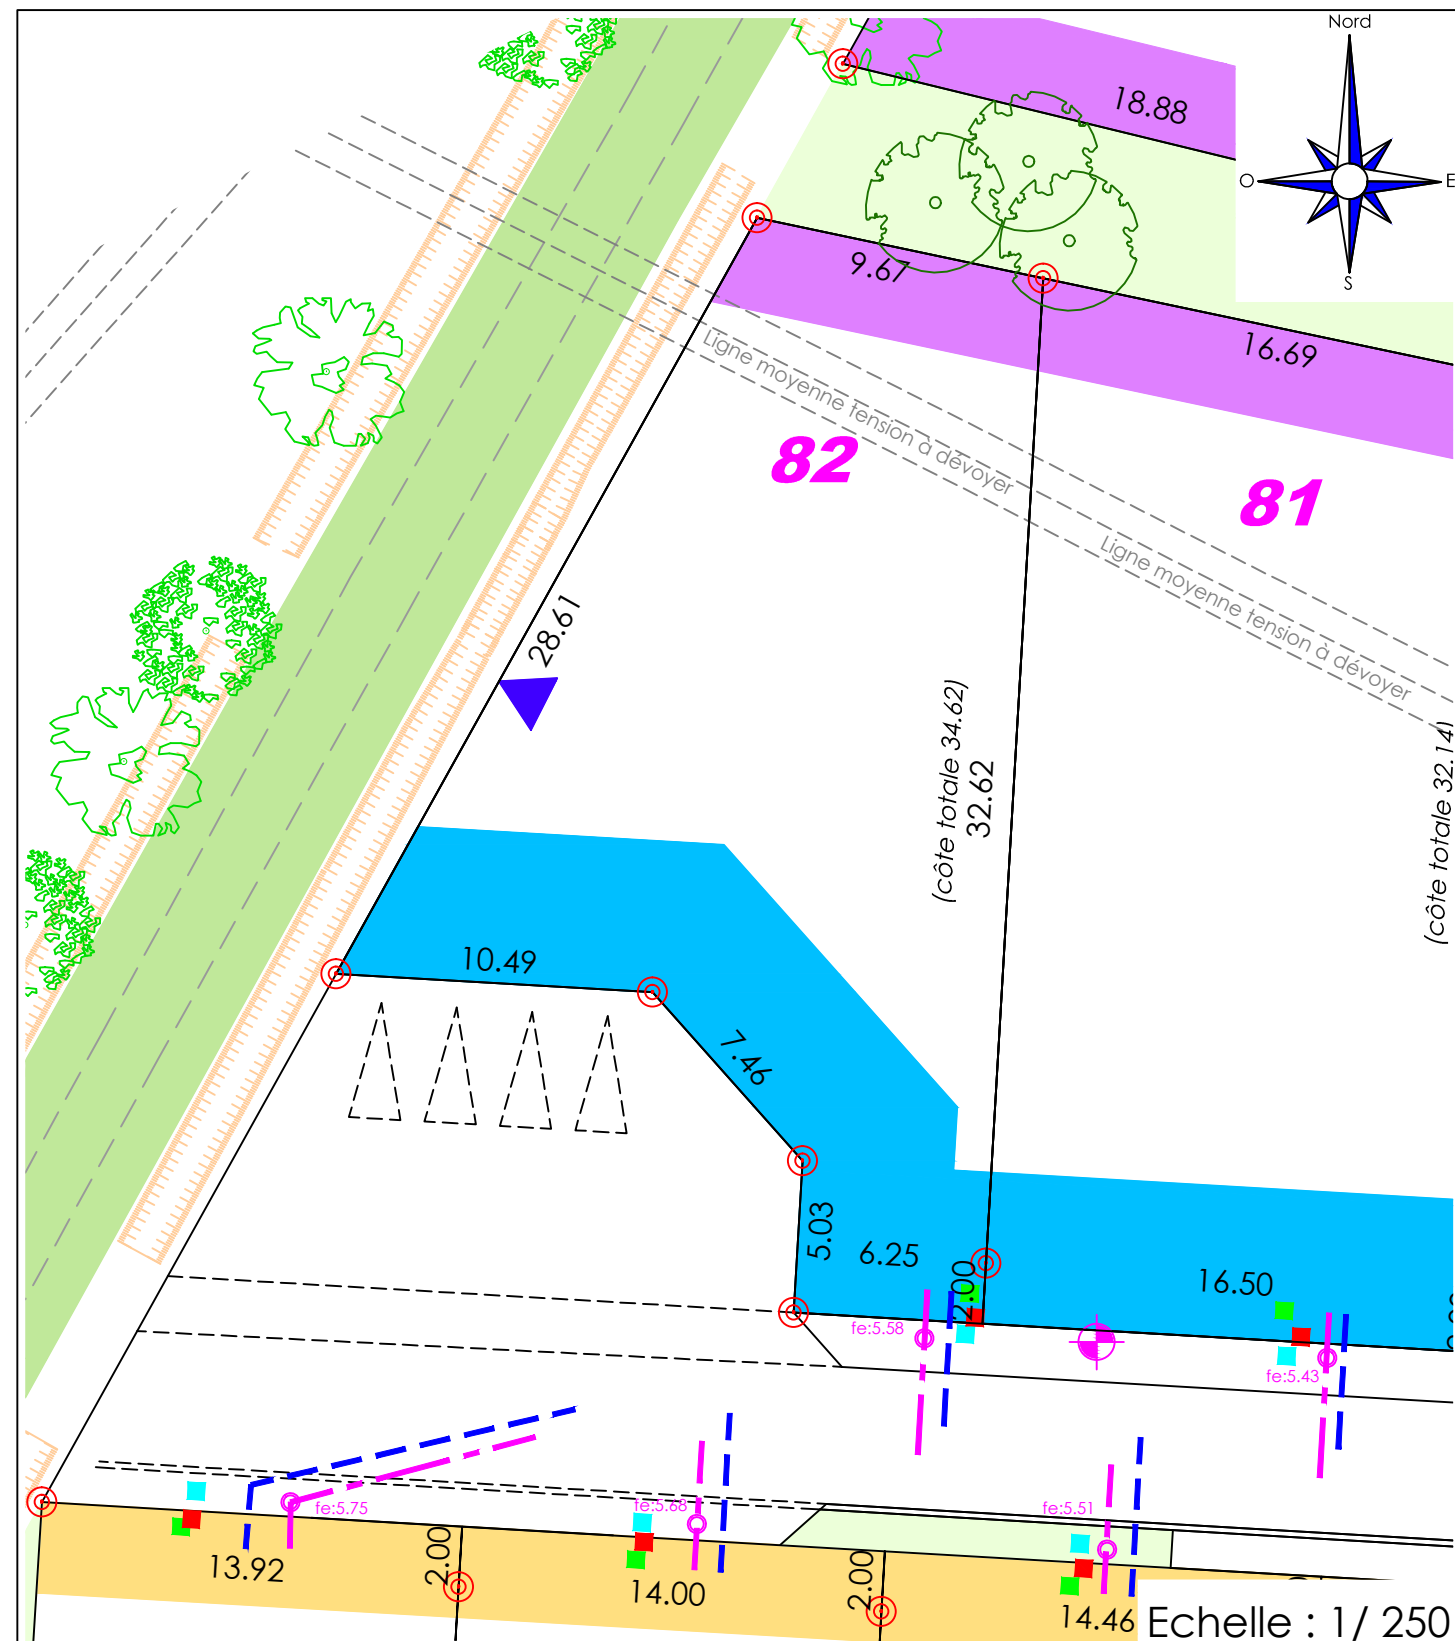 Nord
18.88
O
E
S
9.67
16.69
Ligne moyenne tension à dévoyer
82
81
Ligne moyenne tension à dévoyer
28.61
(côte totale 34.62)
32.62
(côte totale 32.14)
10.49
7.46
5.03
6.25
2.00
16.50
fe:5.58
fe:5.43
fe:5.75
fe:5.68
fe:5.51
13.92
2.00
14.00
2.00
14.46
Echelle : 1/ 250